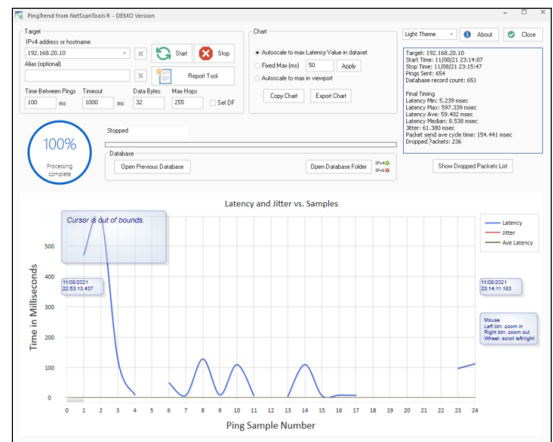 PingTrend from NetScanTools® - DEMO Version
Target
IPv4 address or hostname
192.168.20.10
X
Start
Stop
Alias (optional)
X
Report Tool
Time Between Pings Timeout Data Bytes Max Hops
100 ms 1000 ms 32 255 Set DF
Chart
Autoscale to max Latency Value in dataset
Fixed Max (ms) 50 Apply
Autoscale to max in viewport
Copy Chart Export Chart
Light Theme About Close
Target: 192.168.20.10
Start Time: 11/08/21 23:14:07
Stop Time: 11/08/21 23:15:47
Pings Sent: 654
Database record count: 651
Final Timing
Latency Min: 5.239 msec
Latency Max: 597.339 msec
Latency Ave: 59.402 msec
Latency Median: 8.538 msec
Jitter: 61.380 msec
Packet send ave cycle time: 154.441 msec
Dropped Packets: 236
Show Dropped Packets List
100%
Processing
complete
Stopped
Database
Open Previous Database
Open Database Folder
IPv4
IPv6
Latency and Jitter vs. Samples
Cursor is out of bounds.
Latency
Jitter
Ave Latency
11/08/2021
22:53:13.437
11/08/2021
23:14:11.183
Mouse
Left btn: zoom in
Right btn: zoom out
Wheel: scroll left/right
Time in Milliseconds
500
400
300
200
100
0
0 1 2 3 4 5 6 7 8 9 10 11 12 13 14 15 16 17 18 19 20 21 22 23 24
Ping Sample Number